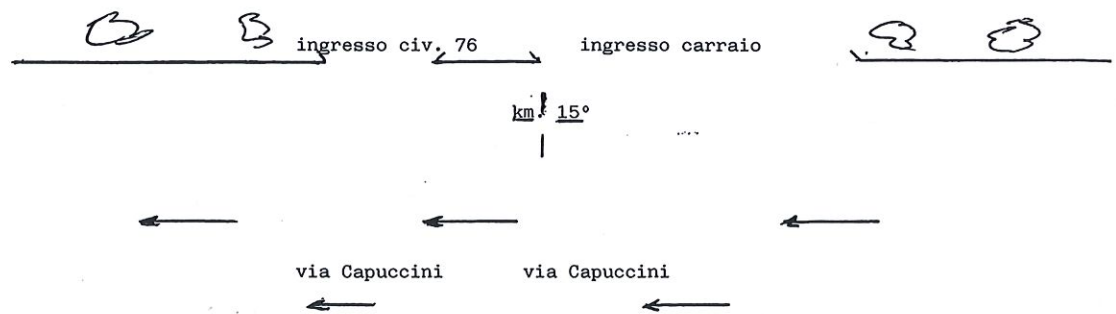 ingresso civ. 76 ingresso carraio
km. 15°
via Capuccini via Capuccini